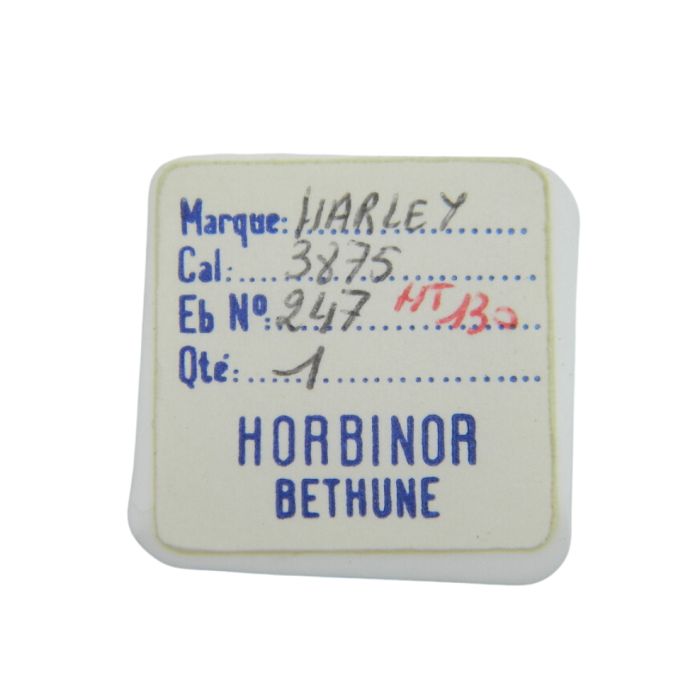 Marque: HARLEY
Cal: 3875
Eb Nº: 247 HT 130
Qté: 1
HORBINOR
BETHUNE